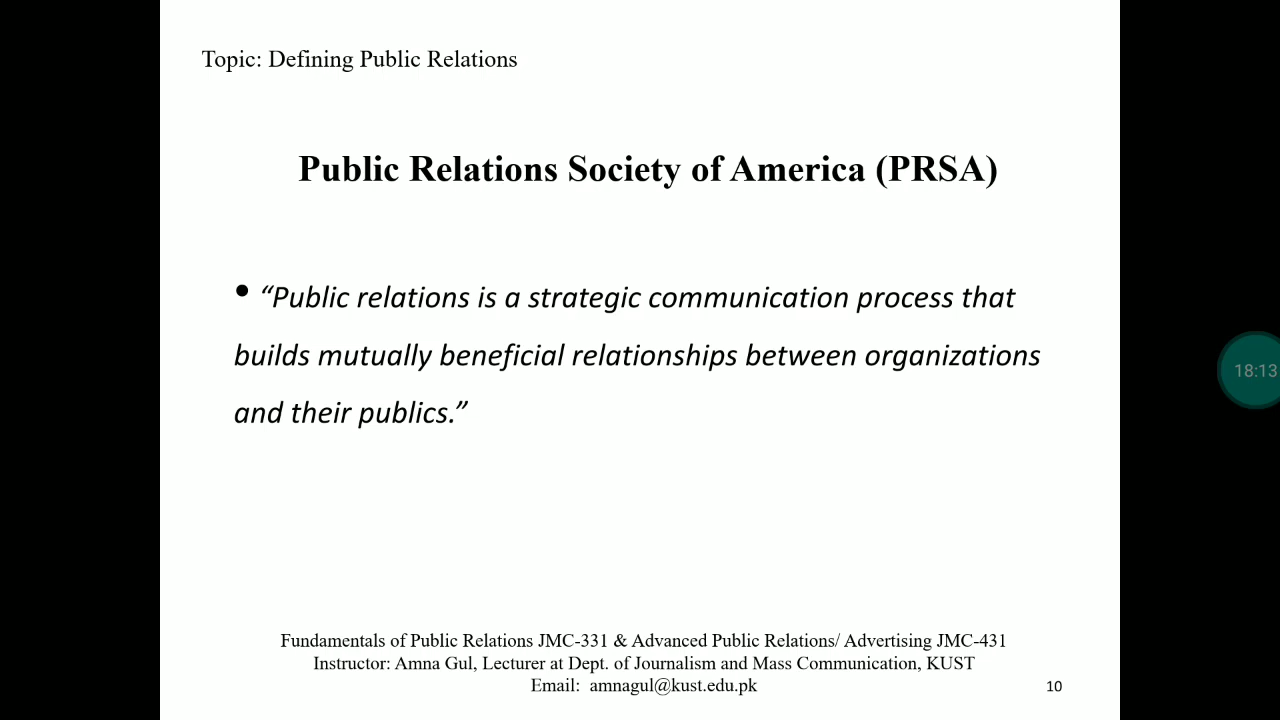 Topic: Defining Public Relations
Public Relations Society of America (PRSA)
• “Public relations is a strategic communication process that
builds mutually beneficial relationships between organizations
and their publics.”
18:13
Fundamentals of Public Relations JMC-331 & Advanced Public Relations/ Advertising JMC-431
Instructor: Amna Gul, Lecturer at Dept. of Journalism and Mass Communication, KUST
Email:  amnagul@kust.edu.pk
10